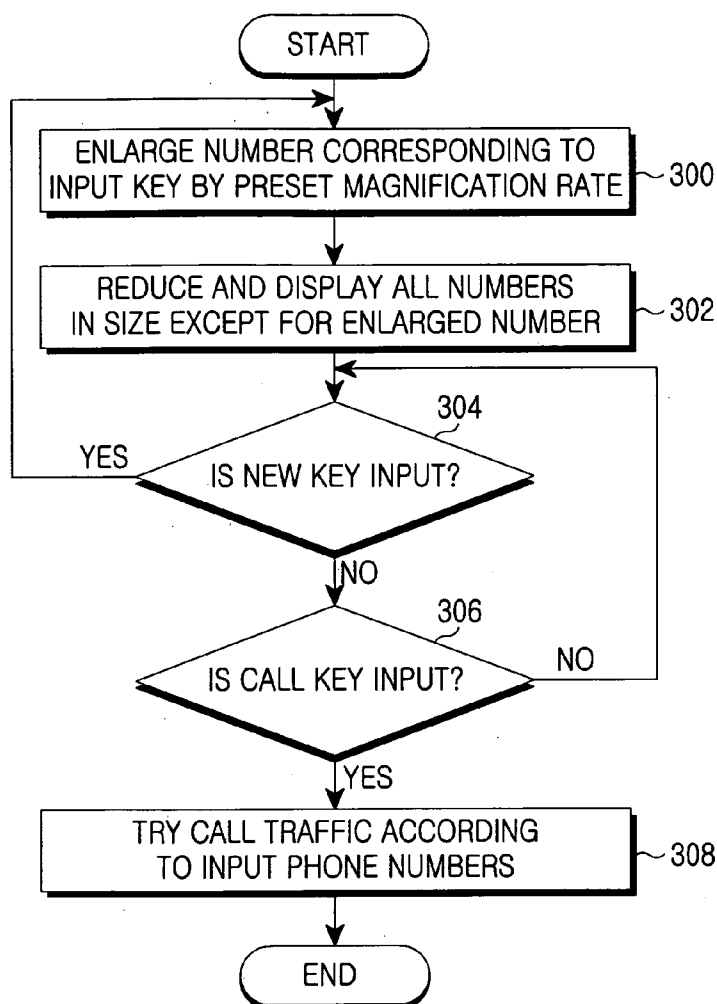 START
ENLARGE NUMBER CORRESPONDING TO
INPUT KEY BY PRESET MAGNIFICATION RATE
300
REDUCE AND DISPLAY ALL NUMBERS
IN SIZE EXCEPT FOR ENLARGED NUMBER
302
304
YES
IS NEW KEY INPUT?
NO
306
IS CALL KEY INPUT?
NO
YES
TRY CALL TRAFFIC ACCORDING
TO INPUT PHONE NUMBERS
308
END